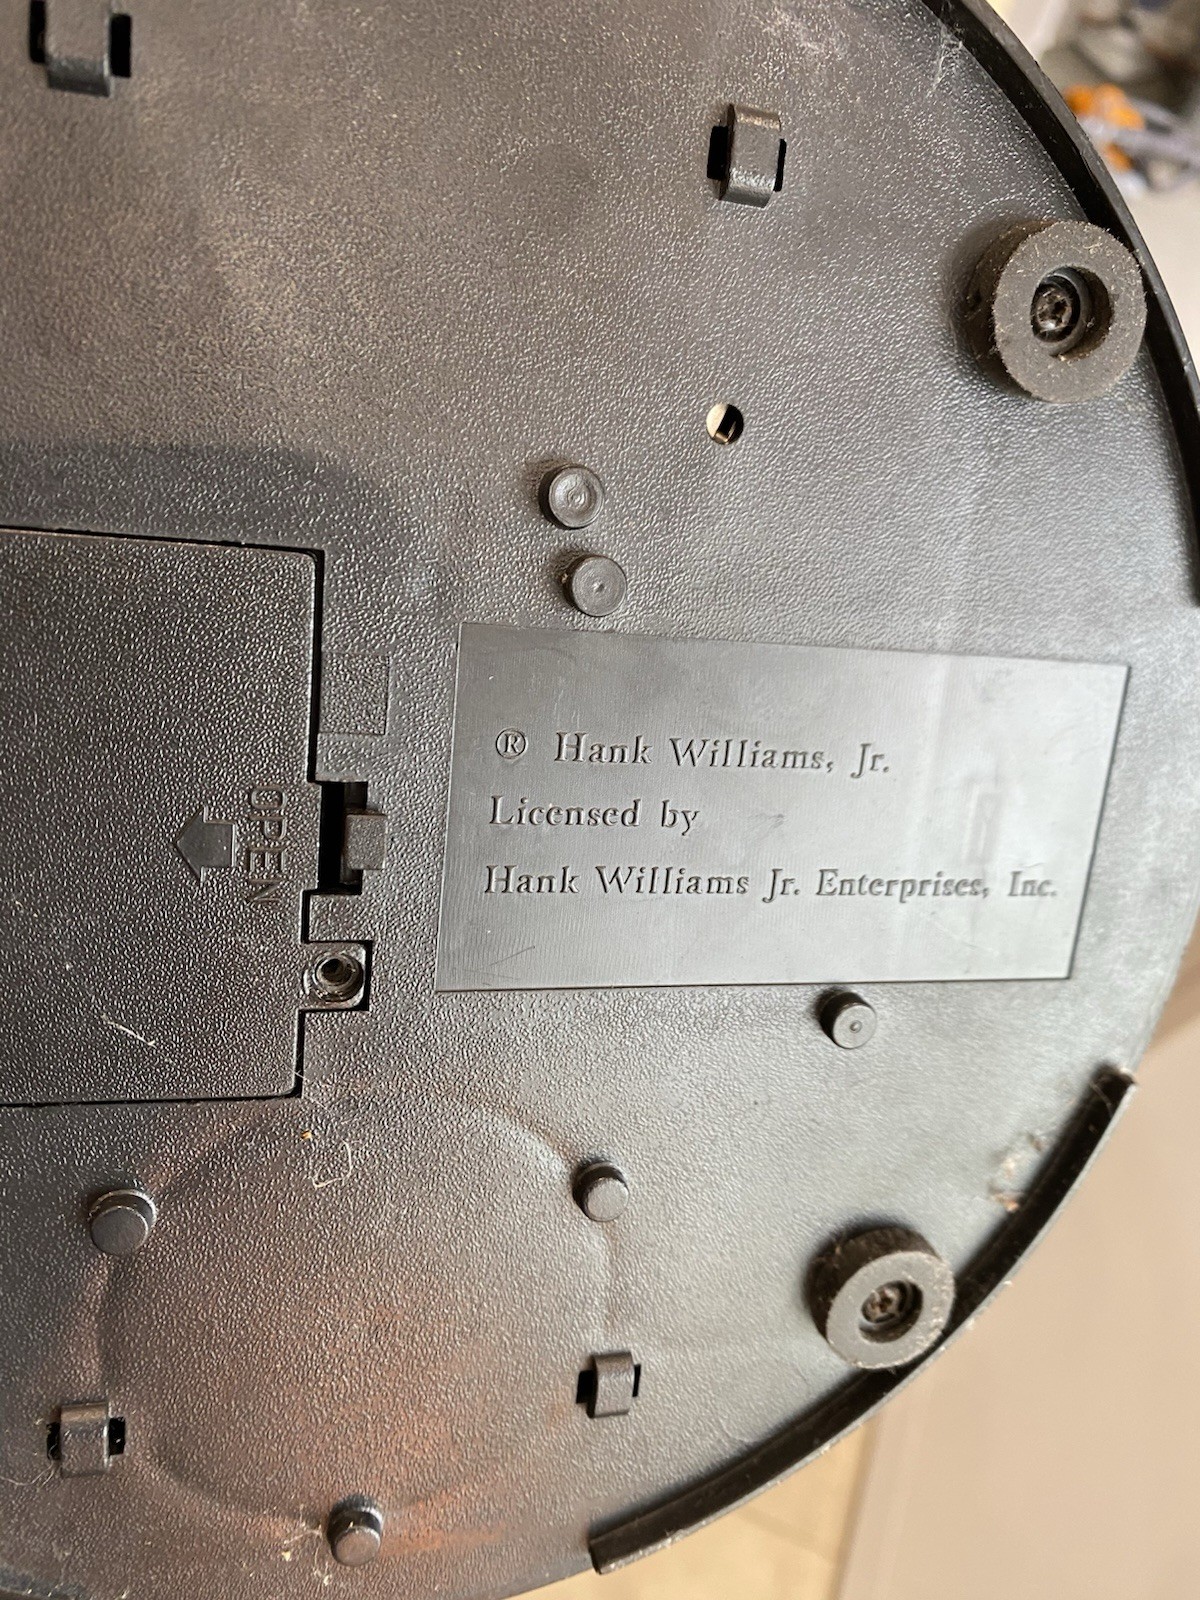 ® Hank Williams, Jr.
Licensed by
Hank Williams Jr. Enterprises, Inc.
OPEN